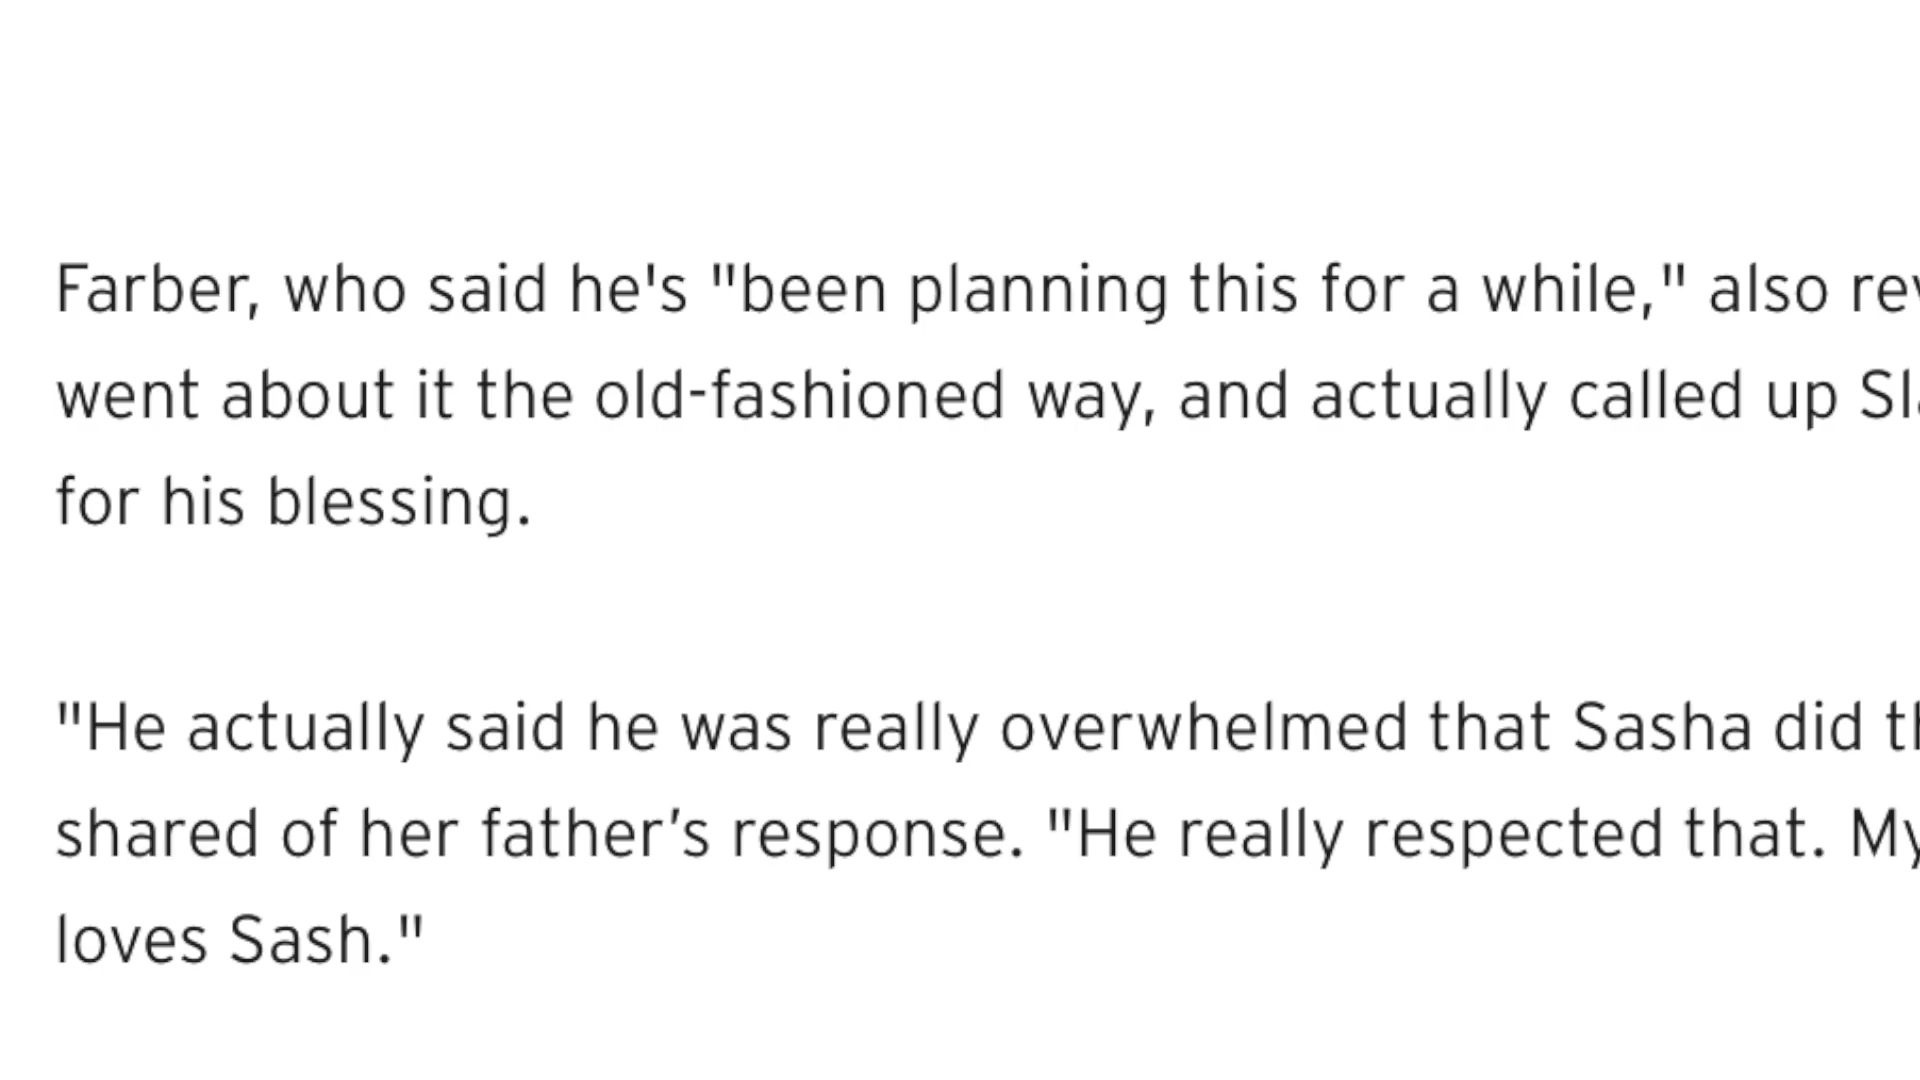 Farber, who said he's "been planning this for a while," also
went about it the old-fashioned way, and actually called up
for his blessing.
"He actually said he was really overwhelmed that Sasha did
shared of her father’s response. "He really respected that. My
loves Sash."